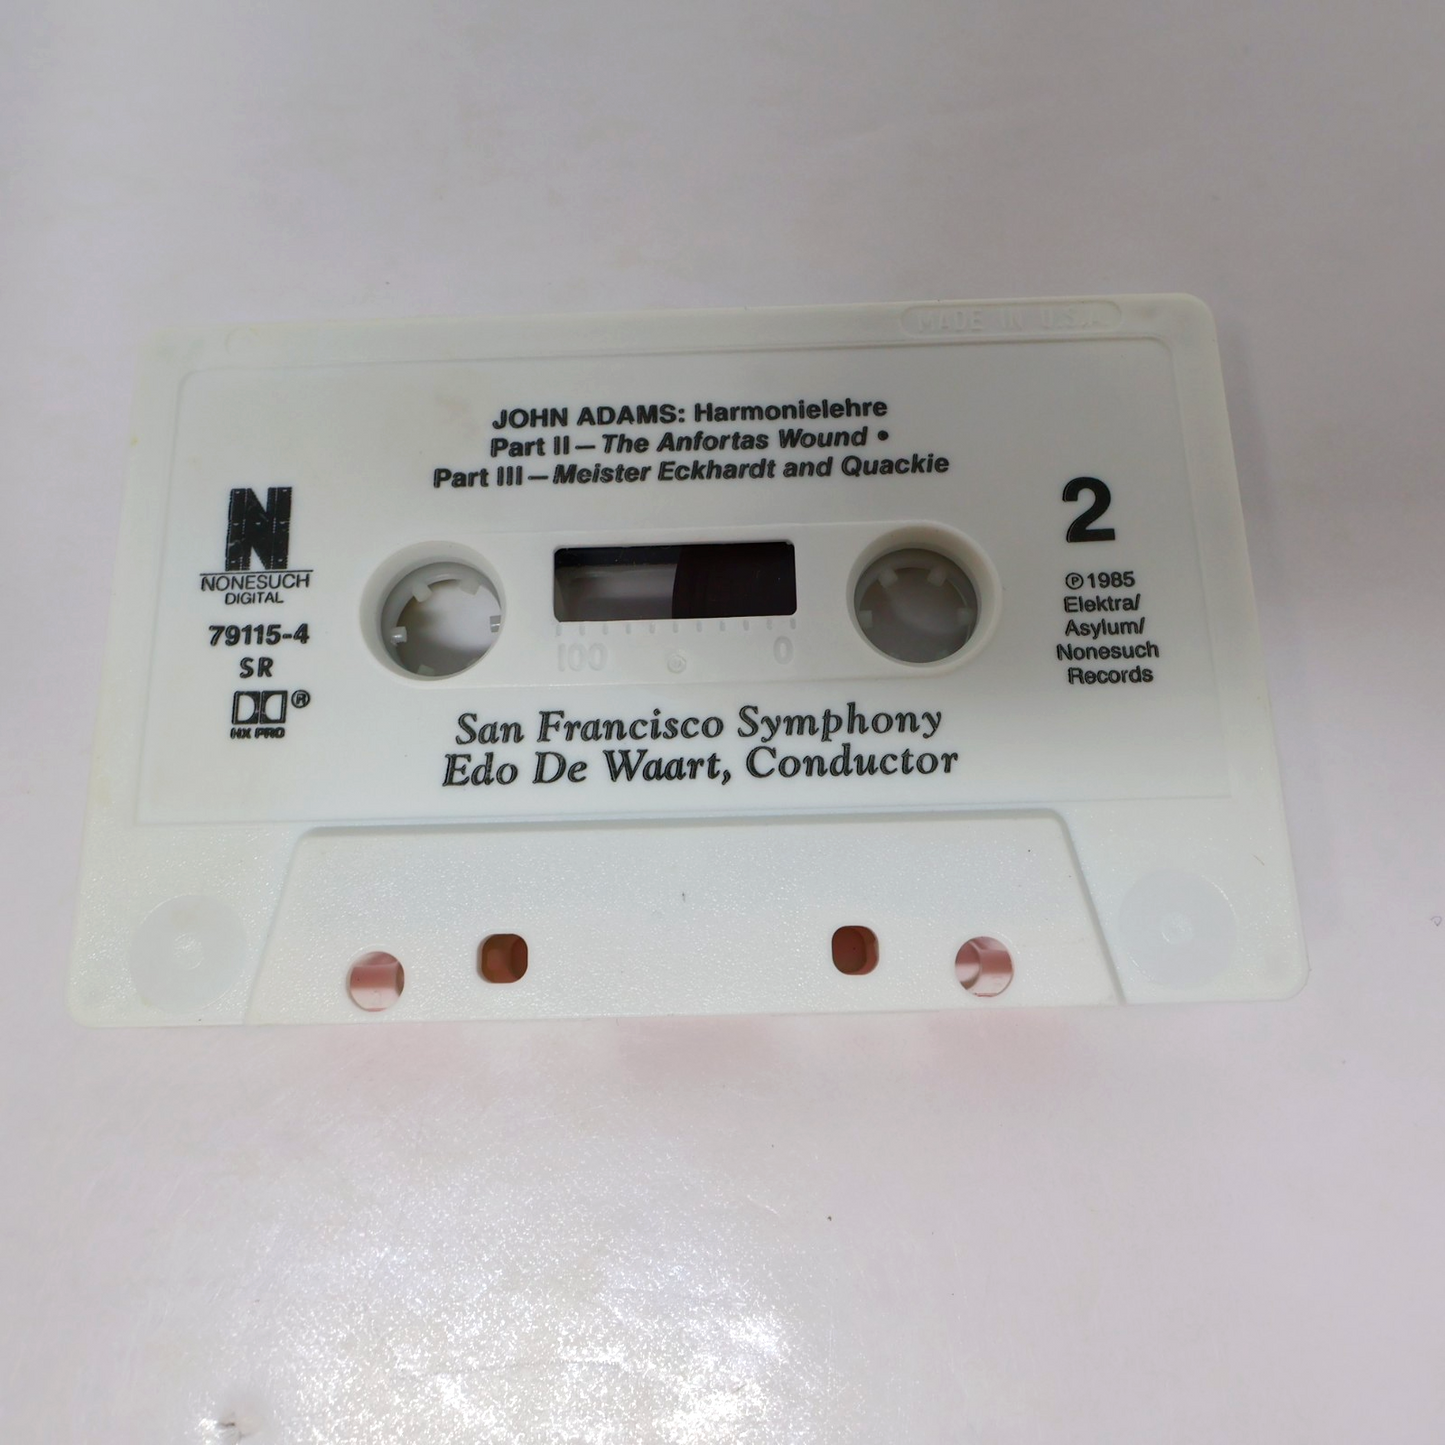 MADE IN U.S.A.
JOHN ADAMS: Harmonielehre
Part II — The Anfortas Wound •
Part III — Meister Eckhardt and Quackie
N
NONESUCH
DIGITAL
79115-4
SR
®
HX PRO
2
℗ 1985
Elektra/
Asylum/
Nonesuch
Records
100 0
San Francisco Symphony
Edo De Waart, Conductor